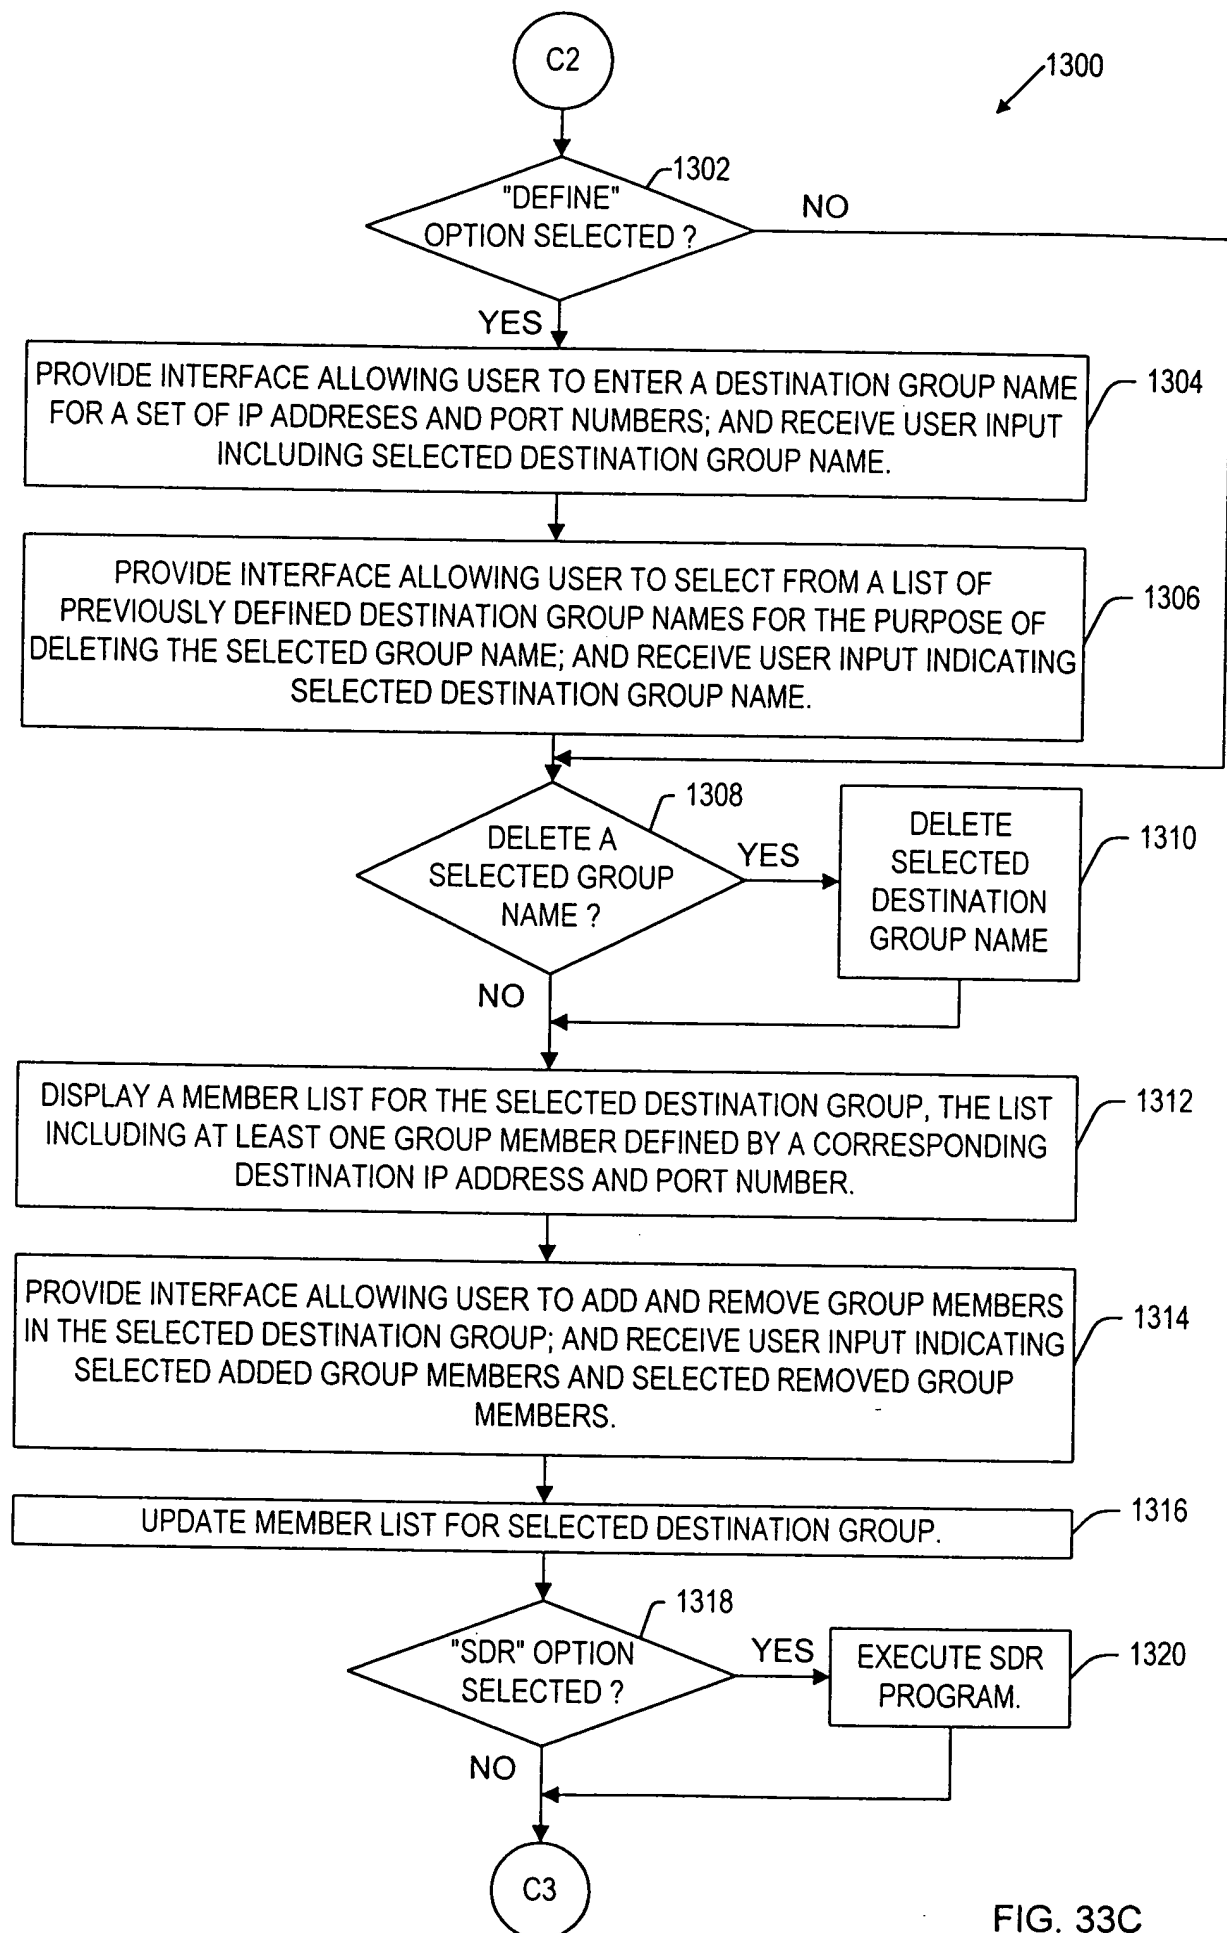 C2
1300
1302
"DEFINE"
OPTION SELECTED ?
NO
YES
PROVIDE INTERFACE ALLOWING USER TO ENTER A DESTINATION GROUP NAME
FOR A SET OF IP ADDRESES AND PORT NUMBERS; AND RECEIVE USER INPUT
INCLUDING SELECTED DESTINATION GROUP NAME.
1304
PROVIDE INTERFACE ALLOWING USER TO SELECT FROM A LIST OF
PREVIOUSLY DEFINED DESTINATION GROUP NAMES FOR THE PURPOSE OF
DELETING THE SELECTED GROUP NAME; AND RECEIVE USER INPUT INDICATING
SELECTED DESTINATION GROUP NAME.
1306
1308
DELETE A
SELECTED GROUP
NAME ?
YES
DELETE
SELECTED
DESTINATION
GROUP NAME
1310
NO
DISPLAY A MEMBER LIST FOR THE SELECTED DESTINATION GROUP, THE LIST
INCLUDING AT LEAST ONE GROUP MEMBER DEFINED BY A CORRESPONDING
DESTINATION IP ADDRESS AND PORT NUMBER.
1312
PROVIDE INTERFACE ALLOWING USER TO ADD AND REMOVE GROUP MEMBERS
IN THE SELECTED DESTINATION GROUP; AND RECEIVE USER INPUT INDICATING
SELECTED ADDED GROUP MEMBERS AND SELECTED REMOVED GROUP
MEMBERS.
1314
UPDATE MEMBER LIST FOR SELECTED DESTINATION GROUP.
1316
1318
"SDR" OPTION
SELECTED ?
YES
EXECUTE SDR
PROGRAM.
1320
NO
C3
FIG. 33C